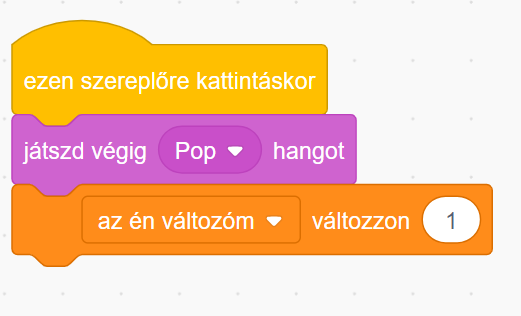 ezen szereplőre kattintáskor
játszd végig Pop hangot
az én változóm változzon 1